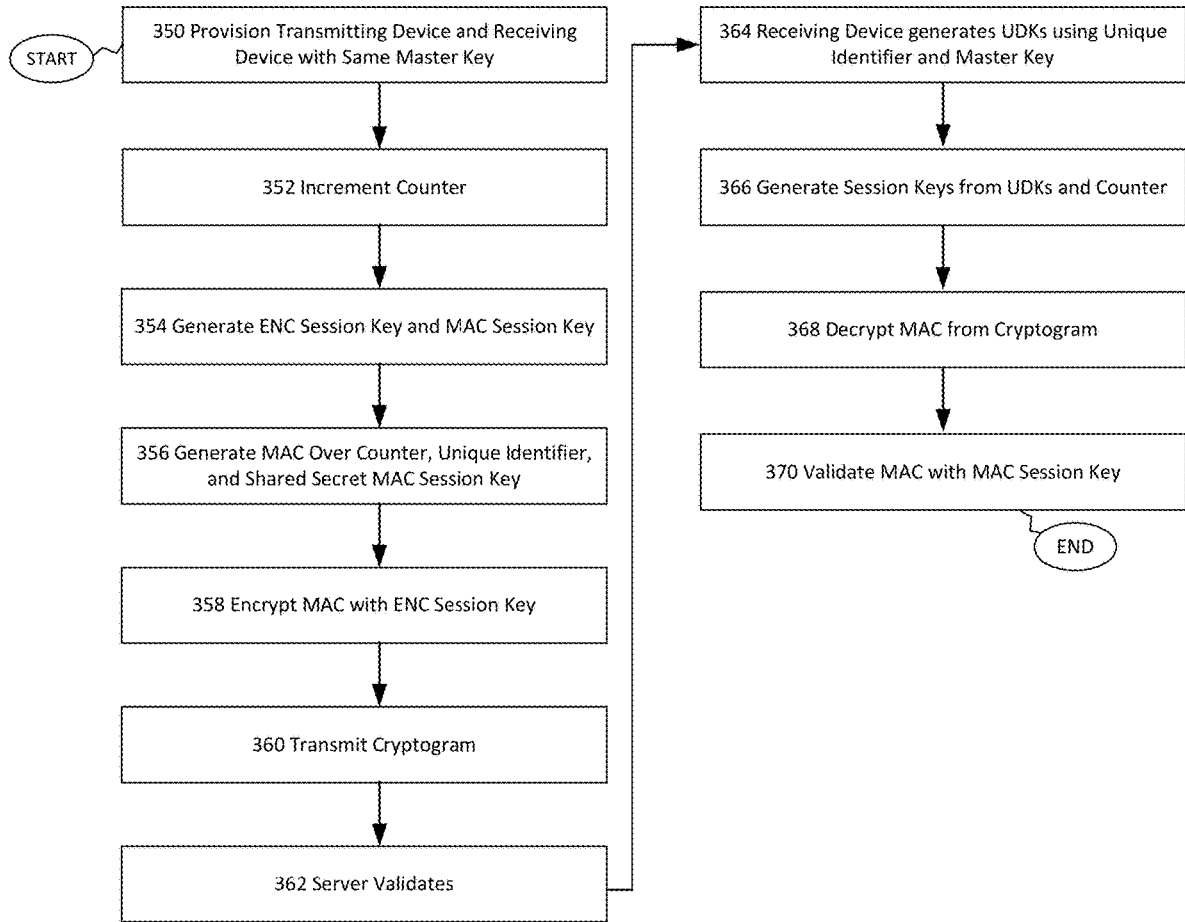 START
350 Provision Transmitting Device and Receiving
Device with Same Master Key
352 Increment Counter
354 Generate ENC Session Key and MAC Session Key
356 Generate MAC Over Counter, Unique Identifier,
and Shared Secret MAC Session Key
358 Encrypt MAC with ENC Session Key
360 Transmit Cryptogram
362 Server Validates
364 Receiving Device generates UDKs using Unique
Identifier and Master Key
366 Generate Session Keys from UDKs and Counter
368 Decrypt MAC from Cryptogram
370 Validate MAC with MAC Session Key
END